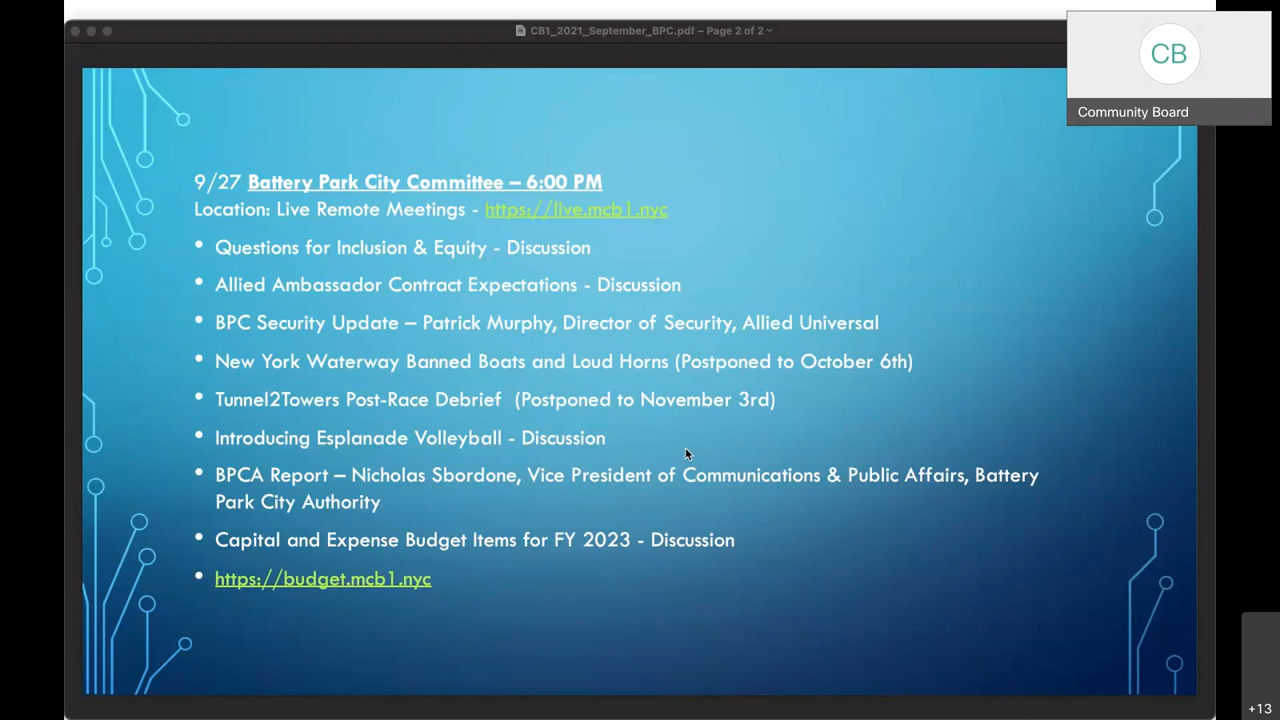 CB1_2021_September_BPC.pdf – Page 2 of 2
CB
Community Board
9/27 Battery Park City Committee – 6:00 PM
Location: Live Remote Meetings - https://live.mcb1.nyc
• Questions for Inclusion & Equity - Discussion
• Allied Ambassador Contract Expectations - Discussion
• BPC Security Update – Patrick Murphy, Director of Security, Allied Universal
• New York Waterway Banned Boats and Loud Horns (Postponed to October 6th)
• Tunnel2Towers Post-Race Debrief (Postponed to November 3rd)
• Introducing Esplanade Volleyball - Discussion
• BPCA Report – Nicholas Sbordone, Vice President of Communications & Public Affairs, Battery
Park City Authority
• Capital and Expense Budget Items for FY 2023 - Discussion
• https://budget.mcb1.nyc
+13